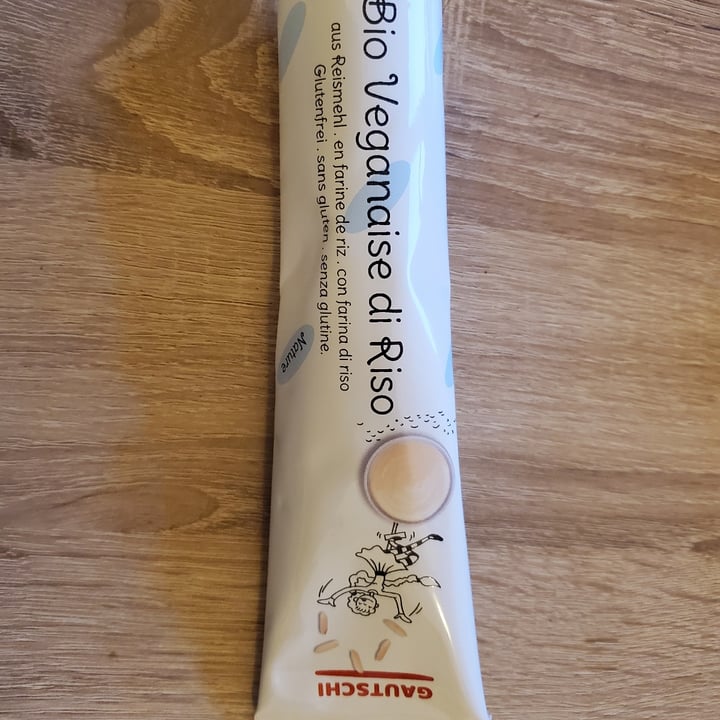 Bio Veganaise di Riso
aus Reismehl . en farine de riz . con farina di riso
Glutenfrei . sans gluten . senza glutine.
Nature
GAUTSCHI